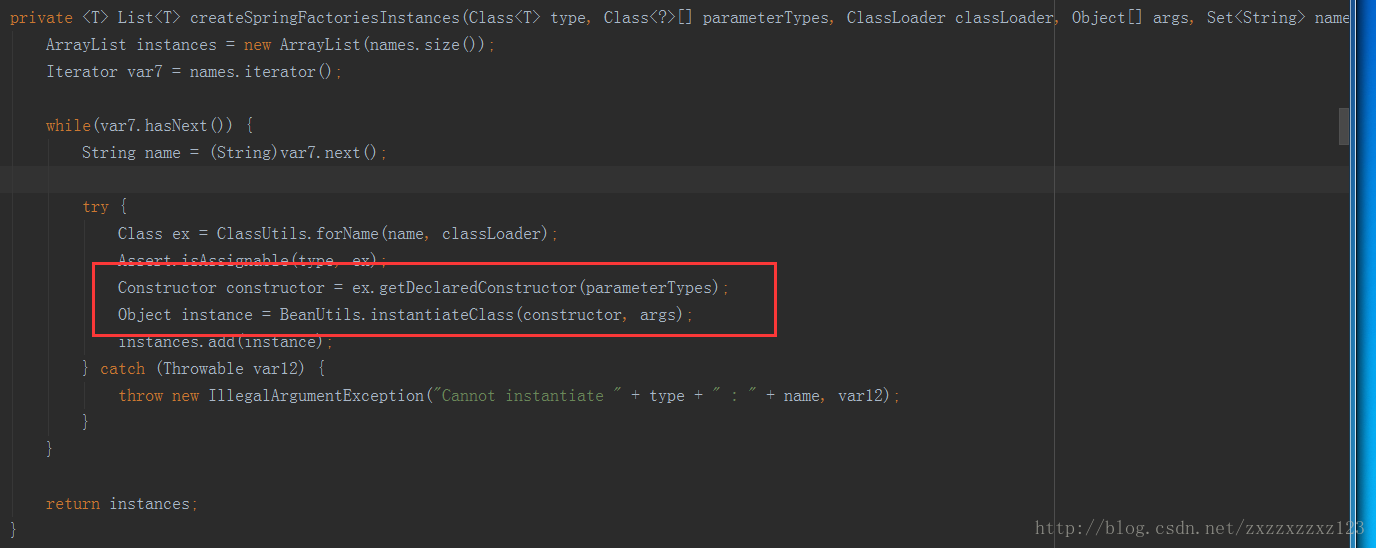 private <T> List<T> createSpringFactoriesInstances(Class<T> type, Class<?>[] parameterTypes, ClassLoader classLoader, Object[] args, Set<String> name
ArrayList instances = new ArrayList(names.size());
Iterator var7 = names.iterator();
while(var7.hasNext()) {
String name = (String)var7.next();
try {
Class ex = ClassUtils.forName(name, classLoader);
Assert.isAssignable(type, ex);
Constructor constructor = ex.getDeclaredConstructor(parameterTypes);
Object instance = BeanUtils.instantiateClass(constructor, args);
instances.add(instance);
} catch (Throwable var12) {
throw new IllegalArgumentException("Cannot instantiate " + type + " : " + name, var12);
}
}
return instances;
}
http://blog.csdn.net/zxzzxzzxz123